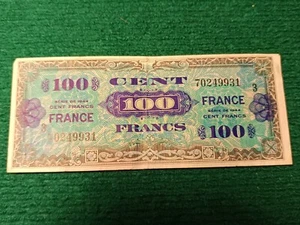 100 CENT 70249931
3
FRANCE FRANCE
SÉRIE DE 1944 100 SÉRIE DE 1944
CENT FRANCS CENT FRANCS
3
70249931 FRANCS 100